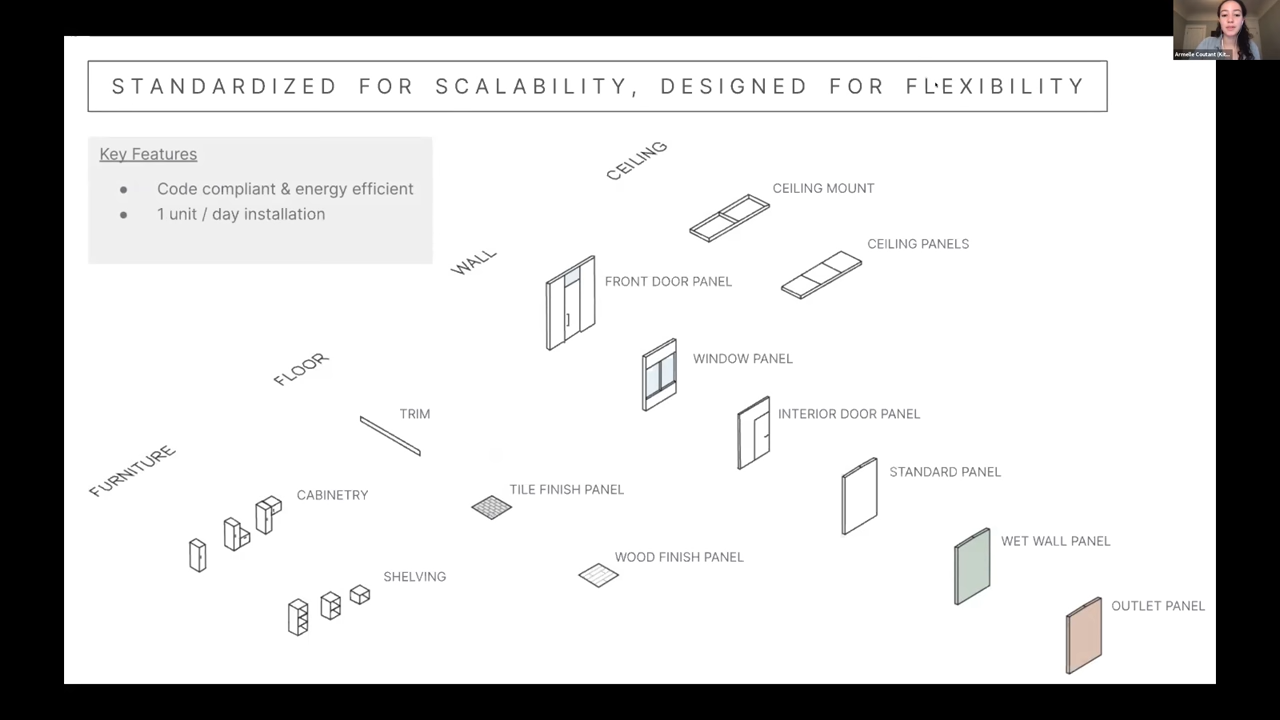 Armelle Coutant (Kit...
STANDARDIZED FOR SCALABILITY, DESIGNED FOR FLEXIBILITY
Key Features
● Code compliant & energy efficient
● 1 unit / day installation
CEILING
CEILING MOUNT
CEILING PANELS
WALL
FRONT DOOR PANEL
WINDOW PANEL
INTERIOR DOOR PANEL
STANDARD PANEL
WET WALL PANEL
OUTLET PANEL
FLOOR
TRIM
TILE FINISH PANEL
WOOD FINISH PANEL
FURNITURE
CABINETRY
SHELVING